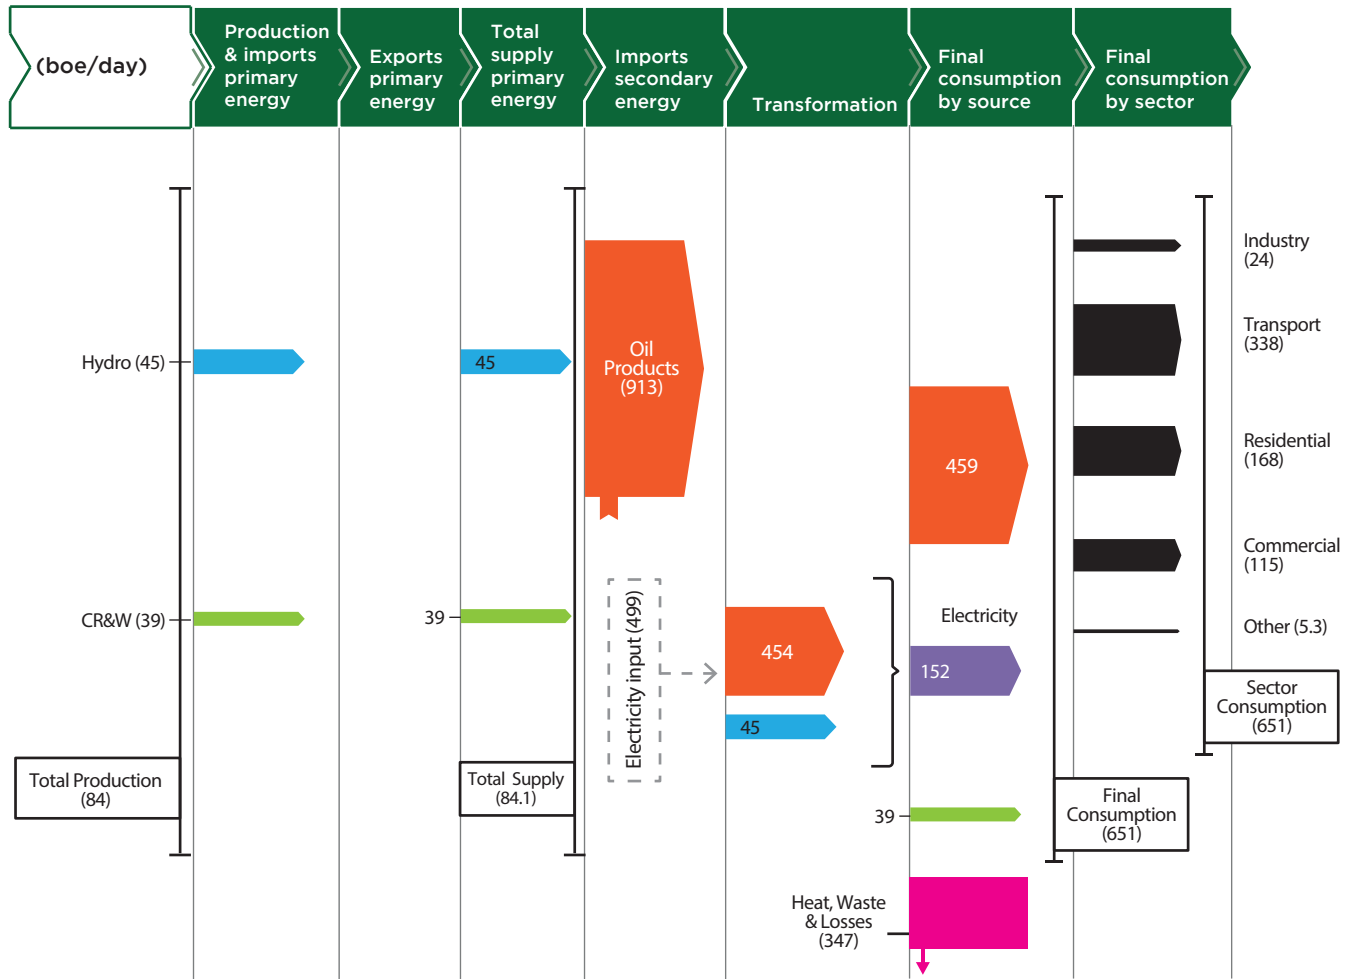 (boe/day)
Production
& imports
primary
energy
Exports
primary
energy
Total
supply
primary
energy
Imports
secondary
energy
Transformation
Final
consumption
by source
Final
consumption
by sector
Hydro (45)
45
Oil
Products
(913)
459
Industry
(24)
Transport
(338)
Residential
(168)
Commercial
(115)
Other (5.3)
CR&W (39)
39
Electricity input (499)
454
45
Electricity
152
39
Sector
Consumption
(651)
Total Production
(84)
Total Supply
(84.1)
Final
Consumption
(651)
Heat, Waste
& Losses
(347)